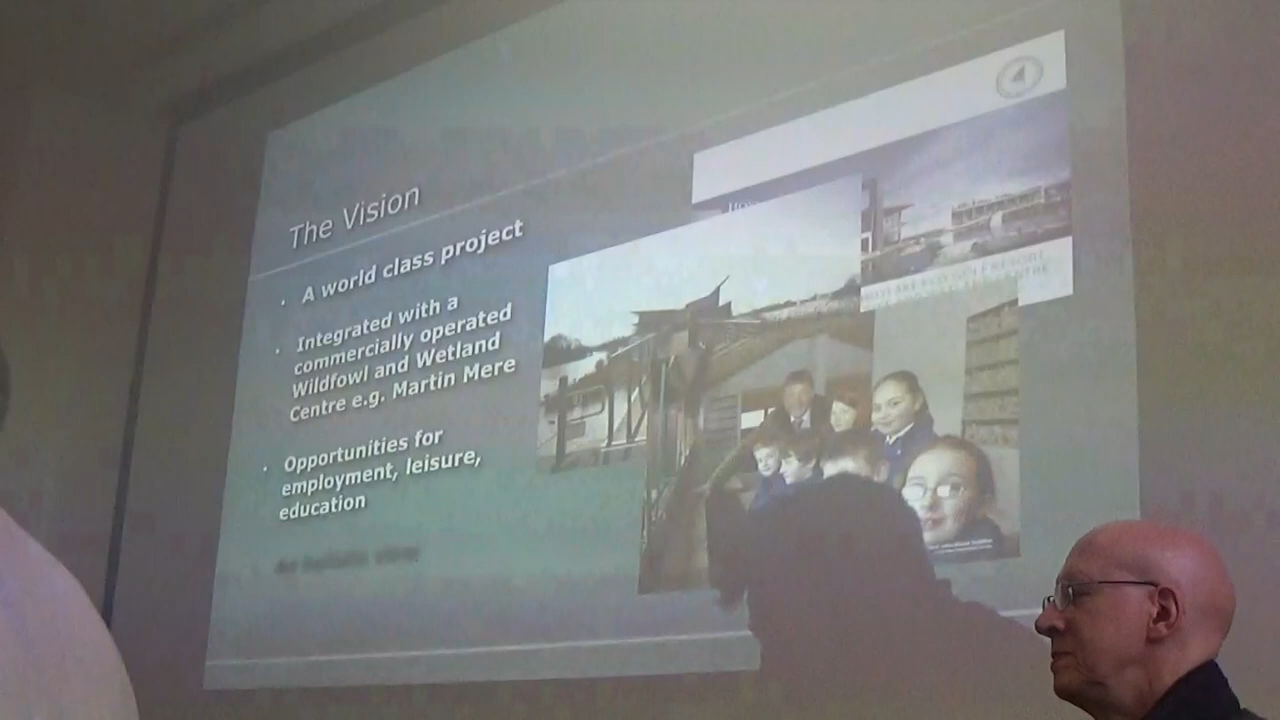 The Vision
A world class project
Integrated with a
commercially operated
Wildfowl and Wetland
Centre e.g. Martin Mere
Opportunities for
employment, leisure,
education